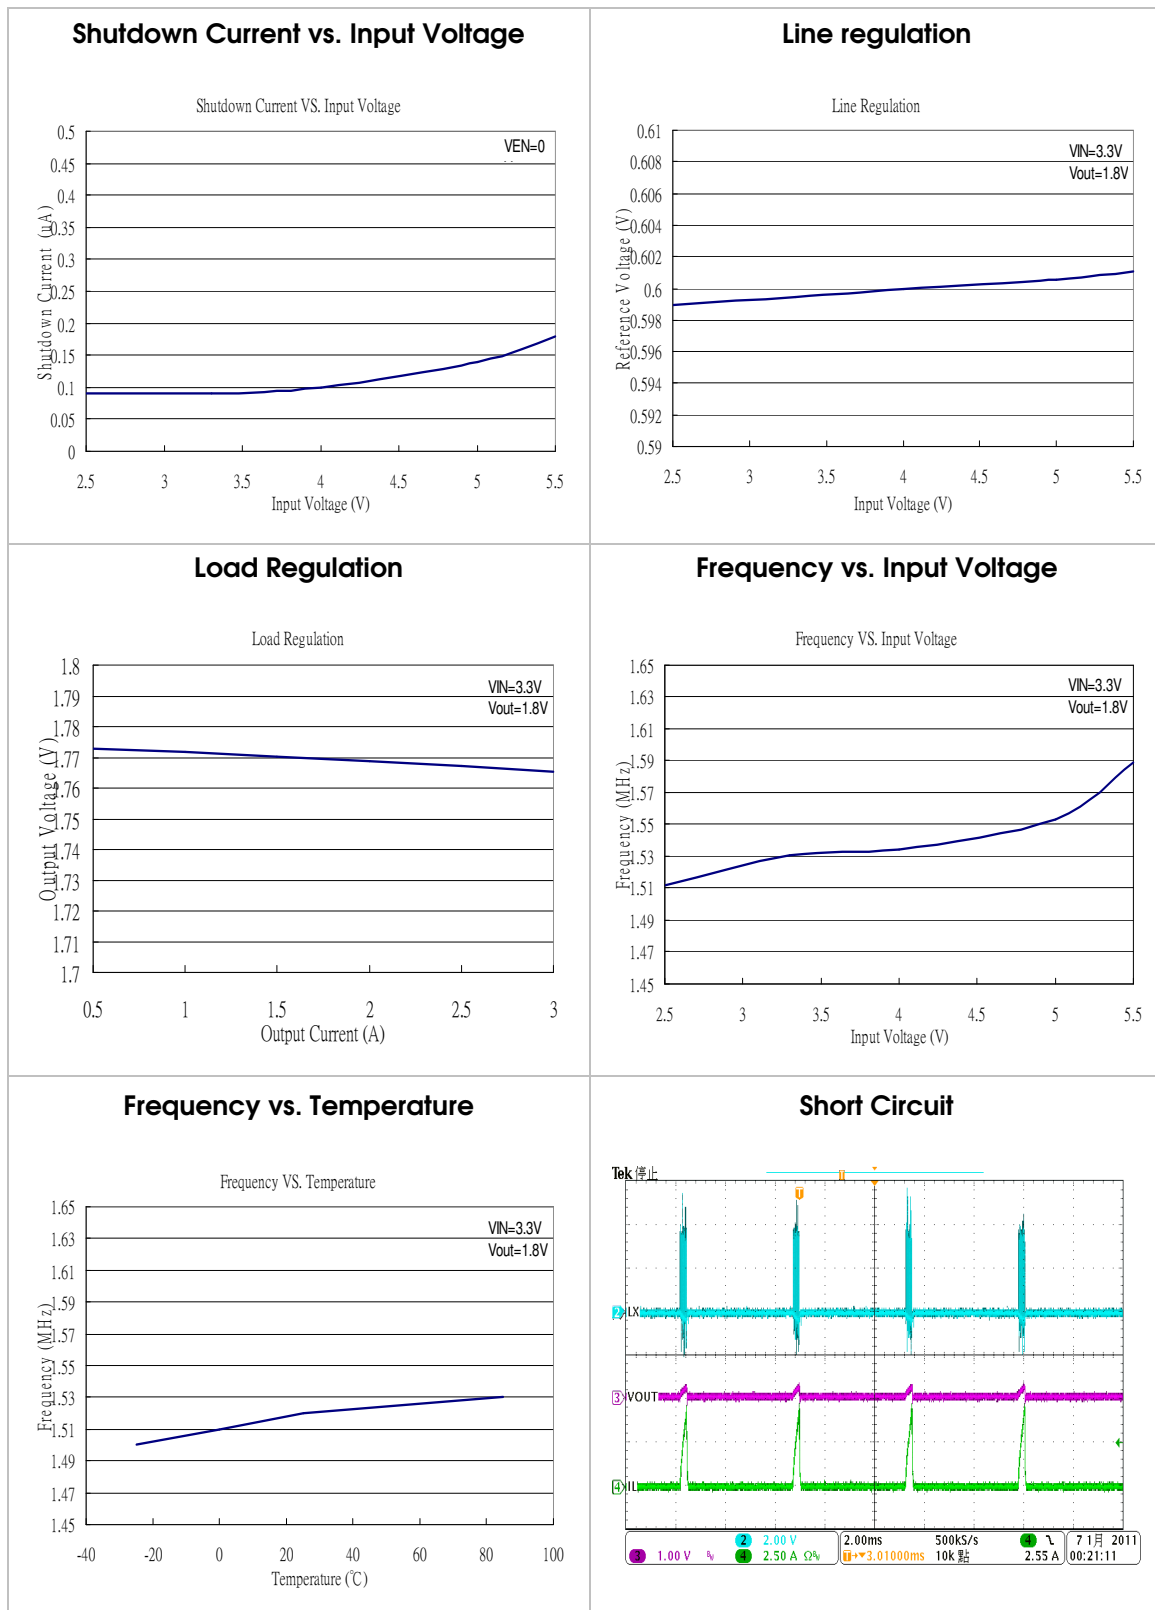 Shutdown Current vs. Input Voltage
Shutdown Current VS. Input Voltage
VEN=0
Shutdown Current (uA)
0.5
0.45
0.4
0.35
0.3
0.25
0.2
0.15
0.1
0.05
0
2.5 3 3.5 4 4.5 5 5.5
Input Voltage (V)
Line regulation
Line Regulation
VIN=3.3V
Vout=1.8V
Reference Voltage (V)
0.61
0.608
0.606
0.604
0.602
0.6
0.598
0.596
0.594
0.592
0.59
2.5 3 3.5 4 4.5 5 5.5
Input Voltage (V)
Load Regulation
Load Regulation
VIN=3.3V
Vout=1.8V
Output Voltage (V)
1.8
1.79
1.78
1.77
1.76
1.75
1.74
1.73
1.72
1.71
1.7
0.5 1 1.5 2 2.5 3
Output Current (A)
Frequency vs. Input Voltage
Frequency VS. Input Voltage
VIN=3.3V
Vout=1.8V
Frequency (MHz)
1.65
1.63
1.61
1.59
1.57
1.55
1.53
1.51
1.49
1.47
1.45
2.5 3 3.5 4 4.5 5 5.5
Input Voltage (V)
Frequency vs. Temperature
Frequency VS. Temperature
VIN=3.3V
Vout=1.8V
Frequency (MHz)
1.65
1.63
1.61
1.59
1.57
1.55
1.53
1.51
1.49
1.47
1.45
-40 -20 0 20 40 60 80 100
Temperature (℃)
Short Circuit
Tek 停止
T
T
2 LX
3 VOUT
4 IL
2 2.00 V
3 1.00 V Bw 4 2.50 A ΩBw
2.00ms 500kS/s
T→▼3.01000ms 10k 點
4 2.55 A
7 1月 2011
00:21:11